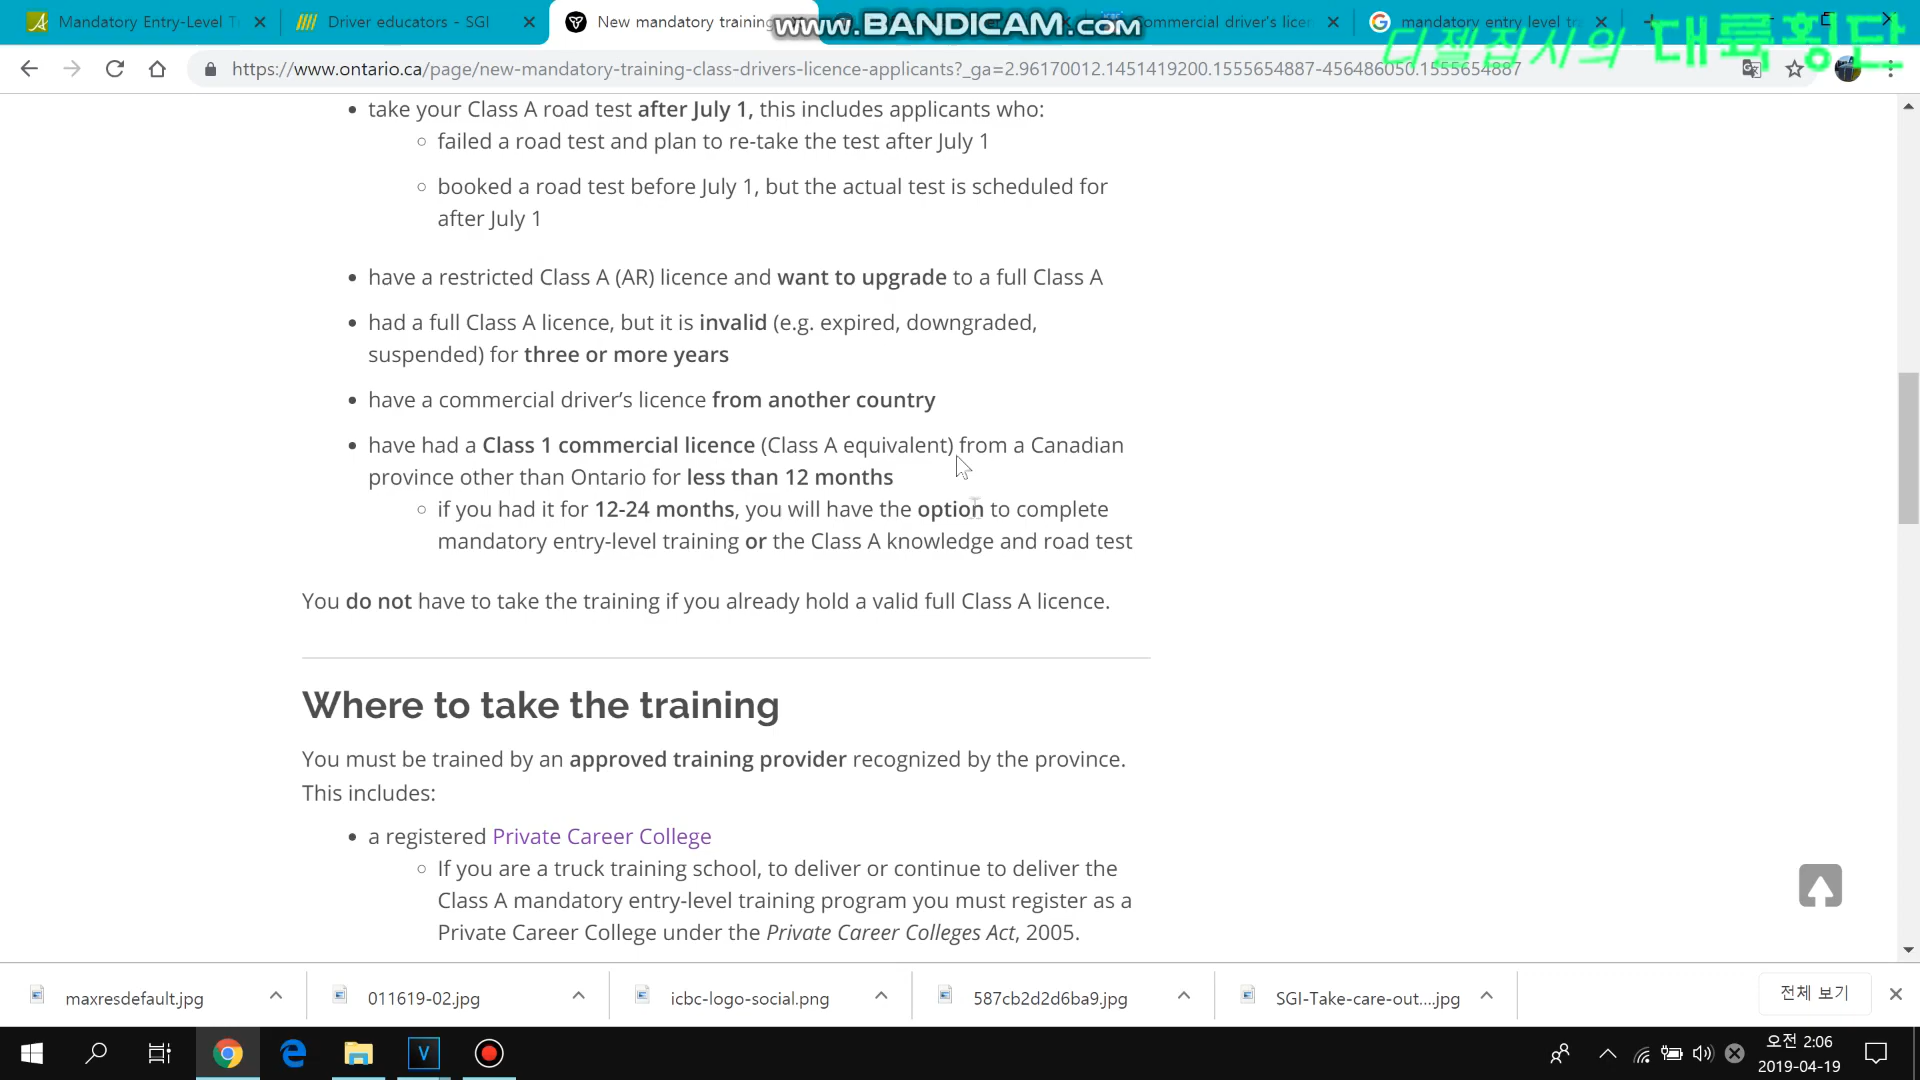 Mandatory Entry-Level T
Driver educators - SGI
New mandatory training
www.BANDICAM.com
ommercial driver's licen
mandatory entry level tr
디젤집시의 대륙횡단
https://www.ontario.ca/page/new-mandatory-training-class-drivers-licence-applicants?_ga=2.96170012.1451419200.1555654887-456486050.1555654887
• take your Class A road test after July 1, this includes applicants who:
○ failed a road test and plan to re-take the test after July 1
○ booked a road test before July 1, but the actual test is scheduled for
after July 1
• have a restricted Class A (AR) licence and want to upgrade to a full Class A
• had a full Class A licence, but it is invalid (e.g. expired, downgraded,
suspended) for three or more years
• have a commercial driver's licence from another country
• have had a Class 1 commercial licence (Class A equivalent) from a Canadian
province other than Ontario for less than 12 months
○ if you had it for 12-24 months, you will have the option to complete
mandatory entry-level training or the Class A knowledge and road test
You do not have to take the training if you already hold a valid full Class A licence.
Where to take the training
You must be trained by an approved training provider recognized by the province.
This includes:
• a registered Private Career College
○ If you are a truck training school, to deliver or continue to deliver the
Class A mandatory entry-level training program you must register as a
Private Career College under the Private Career Colleges Act, 2005.
maxresdefault.jpg
011619-02.jpg
icbc-logo-social.png
587cb2d2d6ba9.jpg
SGI-Take-care-out....jpg
전체 보기
오전 2:06
2019-04-19